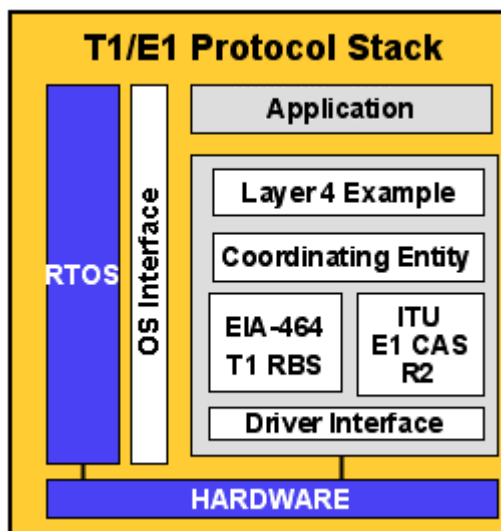 T1/E1 Protocol Stack
RTOS
OS Interface
Application
Layer 4 Example
Coordinating Entity
EIA-464
T1 RBS
ITU
E1 CAS
R2
Driver Interface
HARDWARE